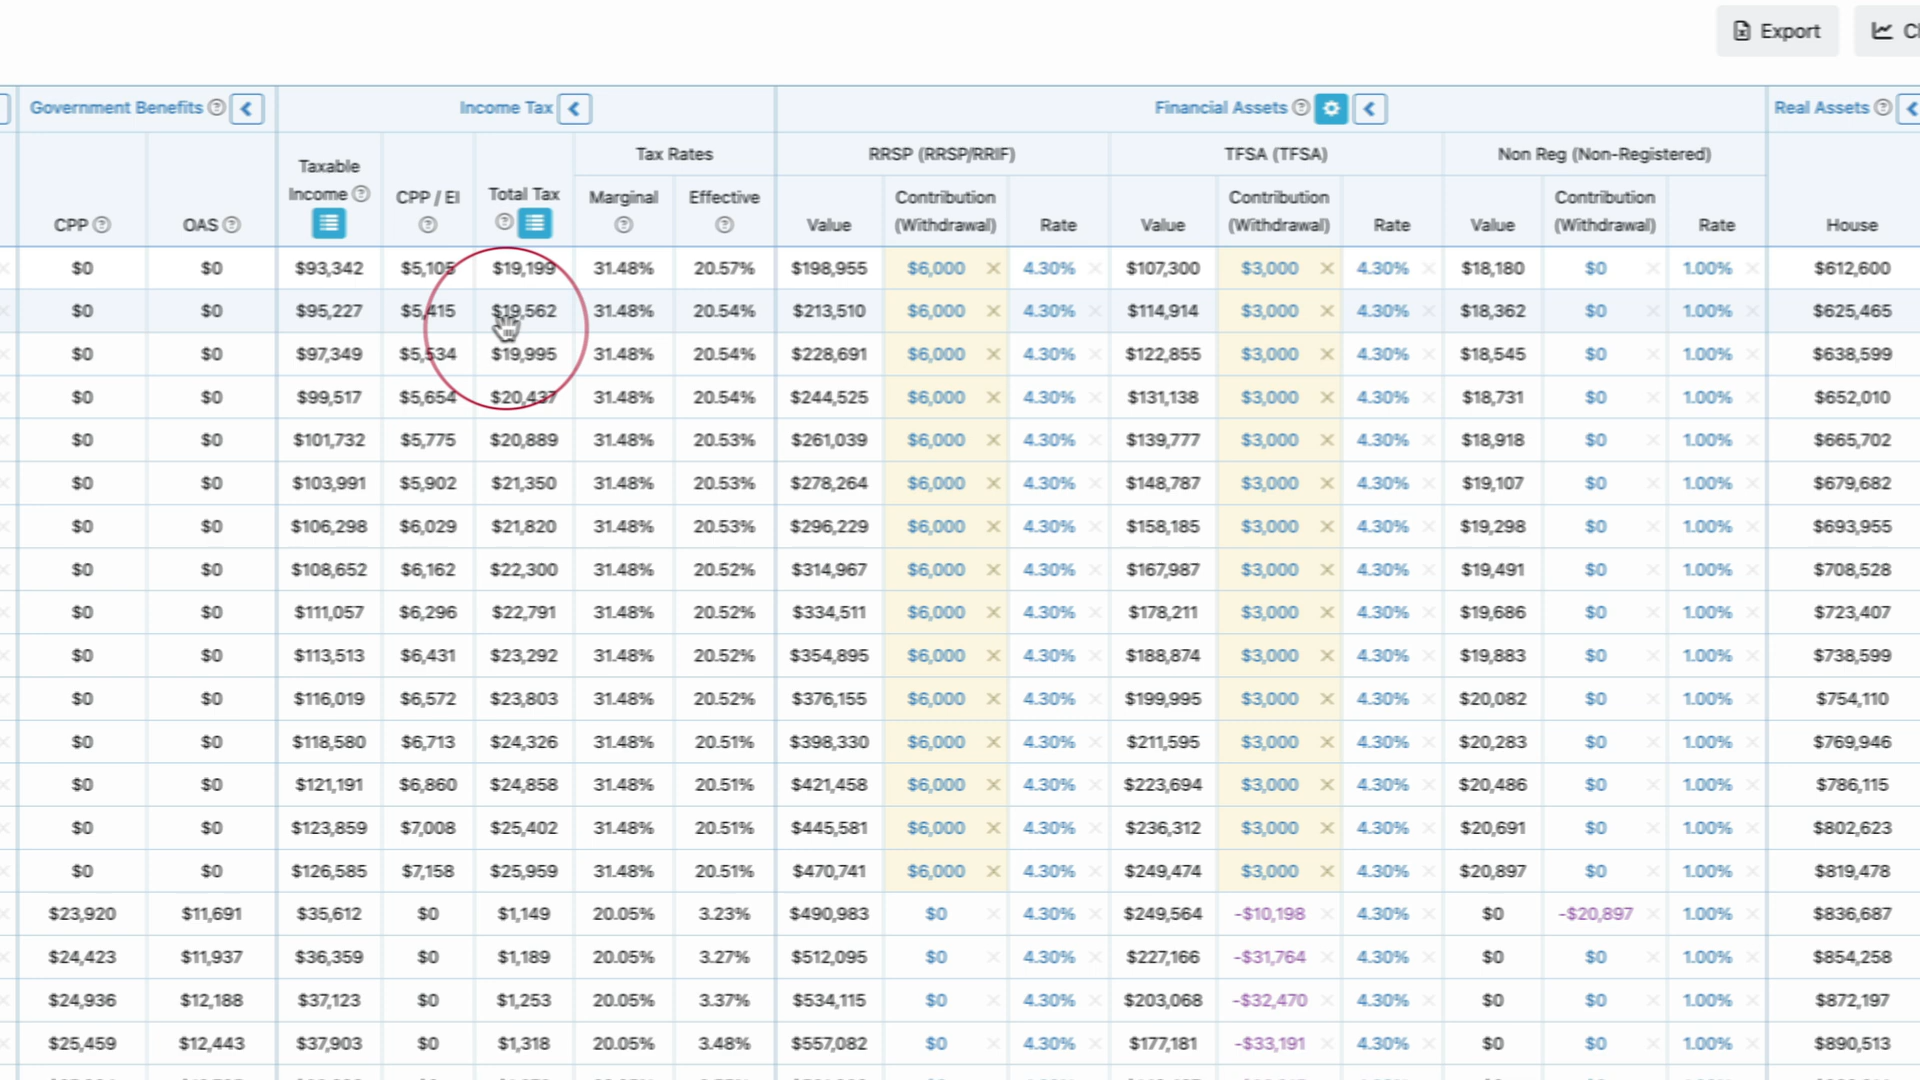 Export
Government Benefits Income Tax Financial Assets Real Assets
Tax Rates RRSP (RRSP/RRIF) TFSA (TFSA) Non Reg (Non-Registered)
CPP OAS Taxable Income CPP / EI Total Tax Marginal Effective Value Contribution (Withdrawal) Rate Value Contribution (Withdrawal) Rate Value Contribution (Withdrawal) Rate House
$0 $0 $93,342 $5,105 $19,199 31.48% 20.57% $198,955 $6,000 4.30% $107,300 $3,000 4.30% $18,180 $0 1.00% $612,600
$0 $0 $95,227 $5,415 $19,562 31.48% 20.54% $213,510 $6,000 4.30% $114,914 $3,000 4.30% $18,362 $0 1.00% $625,465
$0 $0 $97,349 $5,534 $19,995 31.48% 20.54% $228,691 $6,000 4.30% $122,855 $3,000 4.30% $18,545 $0 1.00% $638,599
$0 $0 $99,517 $5,654 $20,437 31.48% 20.54% $244,525 $6,000 4.30% $131,138 $3,000 4.30% $18,731 $0 1.00% $652,010
$0 $0 $101,732 $5,775 $20,889 31.48% 20.53% $261,039 $6,000 4.30% $139,777 $3,000 4.30% $18,918 $0 1.00% $665,702
$0 $0 $103,991 $5,902 $21,350 31.48% 20.53% $278,264 $6,000 4.30% $148,787 $3,000 4.30% $19,107 $0 1.00% $679,682
$0 $0 $106,298 $6,029 $21,820 31.48% 20.53% $296,229 $6,000 4.30% $158,185 $3,000 4.30% $19,298 $0 1.00% $693,955
$0 $0 $108,652 $6,162 $22,300 31.48% 20.52% $314,967 $6,000 4.30% $167,987 $3,000 4.30% $19,491 $0 1.00% $708,528
$0 $0 $111,057 $6,296 $22,791 31.48% 20.52% $334,511 $6,000 4.30% $178,211 $3,000 4.30% $19,686 $0 1.00% $723,407
$0 $0 $113,513 $6,431 $23,292 31.48% 20.52% $354,895 $6,000 4.30% $188,874 $3,000 4.30% $19,883 $0 1.00% $738,599
$0 $0 $116,019 $6,572 $23,803 31.48% 20.52% $376,155 $6,000 4.30% $199,995 $3,000 4.30% $20,082 $0 1.00% $754,110
$0 $0 $118,580 $6,713 $24,326 31.48% 20.51% $398,330 $6,000 4.30% $211,595 $3,000 4.30% $20,283 $0 1.00% $769,946
$0 $0 $121,191 $6,860 $24,858 31.48% 20.51% $421,458 $6,000 4.30% $223,694 $3,000 4.30% $20,486 $0 1.00% $786,115
$0 $0 $123,859 $7,008 $25,402 31.48% 20.51% $445,581 $6,000 4.30% $236,312 $3,000 4.30% $20,691 $0 1.00% $802,623
$0 $0 $126,585 $7,158 $25,959 31.48% 20.51% $470,741 $6,000 4.30% $249,474 $3,000 4.30% $20,897 $0 1.00% $819,478
$23,920 $11,691 $35,612 $0 $1,149 20.05% 3.23% $490,983 $0 4.30% $249,564 -$10,198 4.30% $0 -$20,897 1.00% $836,687
$24,423 $11,937 $36,359 $0 $1,189 20.05% 3.27% $512,095 $0 4.30% $227,166 -$31,764 4.30% $0 $0 1.00% $854,258
$24,936 $12,188 $37,123 $0 $1,253 20.05% 3.37% $534,115 $0 4.30% $203,068 -$32,470 4.30% $0 $0 1.00% $872,197
$25,459 $12,443 $37,903 $0 $1,318 20.05% 3.48% $557,082 $0 4.30% $177,181 -$33,191 4.30% $0 $0 1.00% $890,513